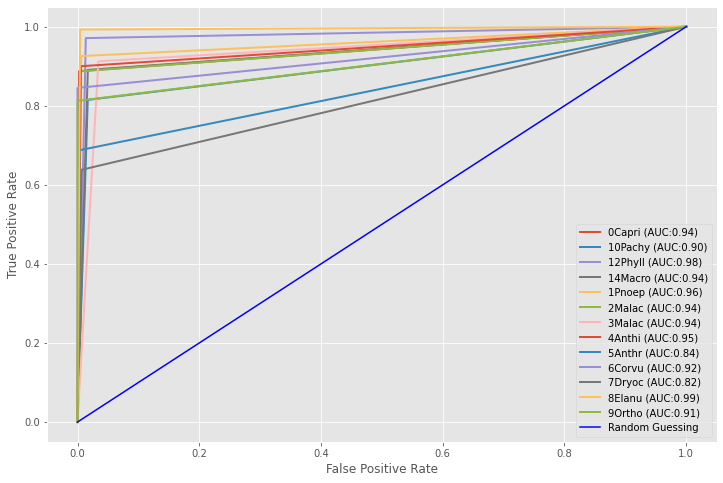 1.0
0.8
0.6
0.4
0.2
0.0
True Positive Rate
0.0 0.2 0.4 0.6 0.8 1.0
False Positive Rate
0Capri (AUC:0.94)
10Pachy (AUC:0.90)
12Phyll (AUC:0.98)
14Macro (AUC:0.94)
1Pnoep (AUC:0.96)
2Malac (AUC:0.94)
3Malac (AUC:0.94)
4Anthi (AUC:0.95)
5Anthr (AUC:0.84)
6Corvu (AUC:0.92)
7Dryoc (AUC:0.82)
8Elanu (AUC:0.99)
9Ortho (AUC:0.91)
Random Guessing